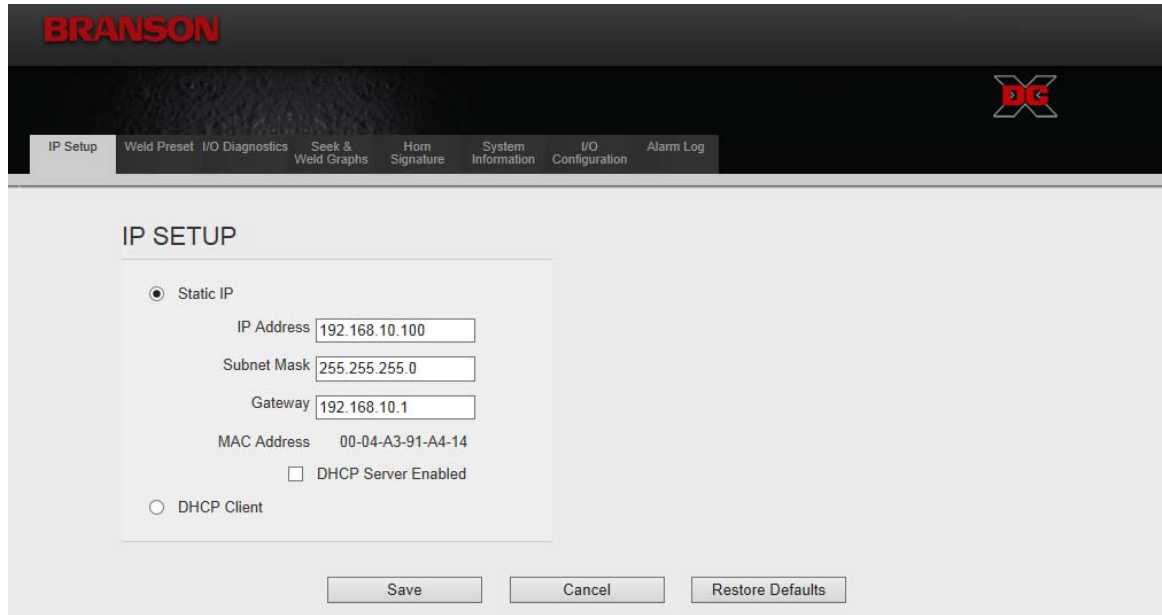 BRANSON
DCX
IP Setup
Weld Preset
I/O Diagnostics
Seek &
Weld Graphs
Horn
Signature
System
Information
I/O
Configuration
Alarm Log
IP SETUP
Static IP
IP Address 192.168.10.100
Subnet Mask 255.255.255.0
Gateway 192.168.10.1
MAC Address 00-04-A3-91-A4-14
DHCP Server Enabled
DHCP Client
Save Cancel Restore Defaults